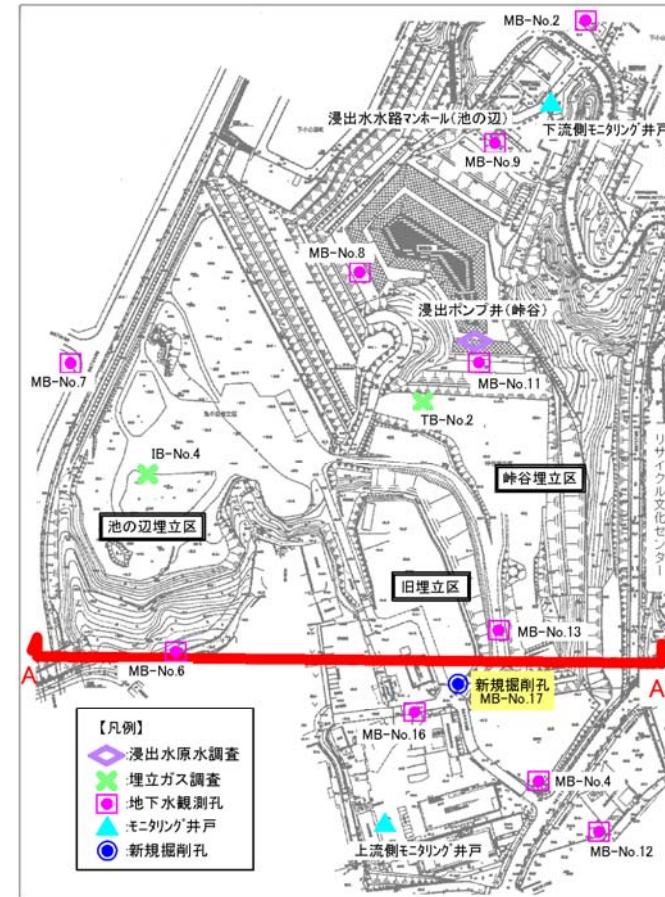 MB-No.2
浸出水水路マンホール(池の辺)
下流側モニタリング井戸
MB-No.9
MB-No.8
浸出ポンプ井(峠谷)
MB-No.7
MB-No.11
TB-No.2
IB-No.4
峠谷埋立区
リサイクル文化センター
池の辺埋立区
旧埋立区
MB-No.13
A
MB-No.6
A
新規掘削孔
MB-No.17
MB-No.16
【凡例】
:浸出水原水調査
:埋立ガス調査
:地下水観測孔
:モニタリング井戸
:新規掘削孔
MB-No.4
MB-No.12
上流側モニタリング井戸